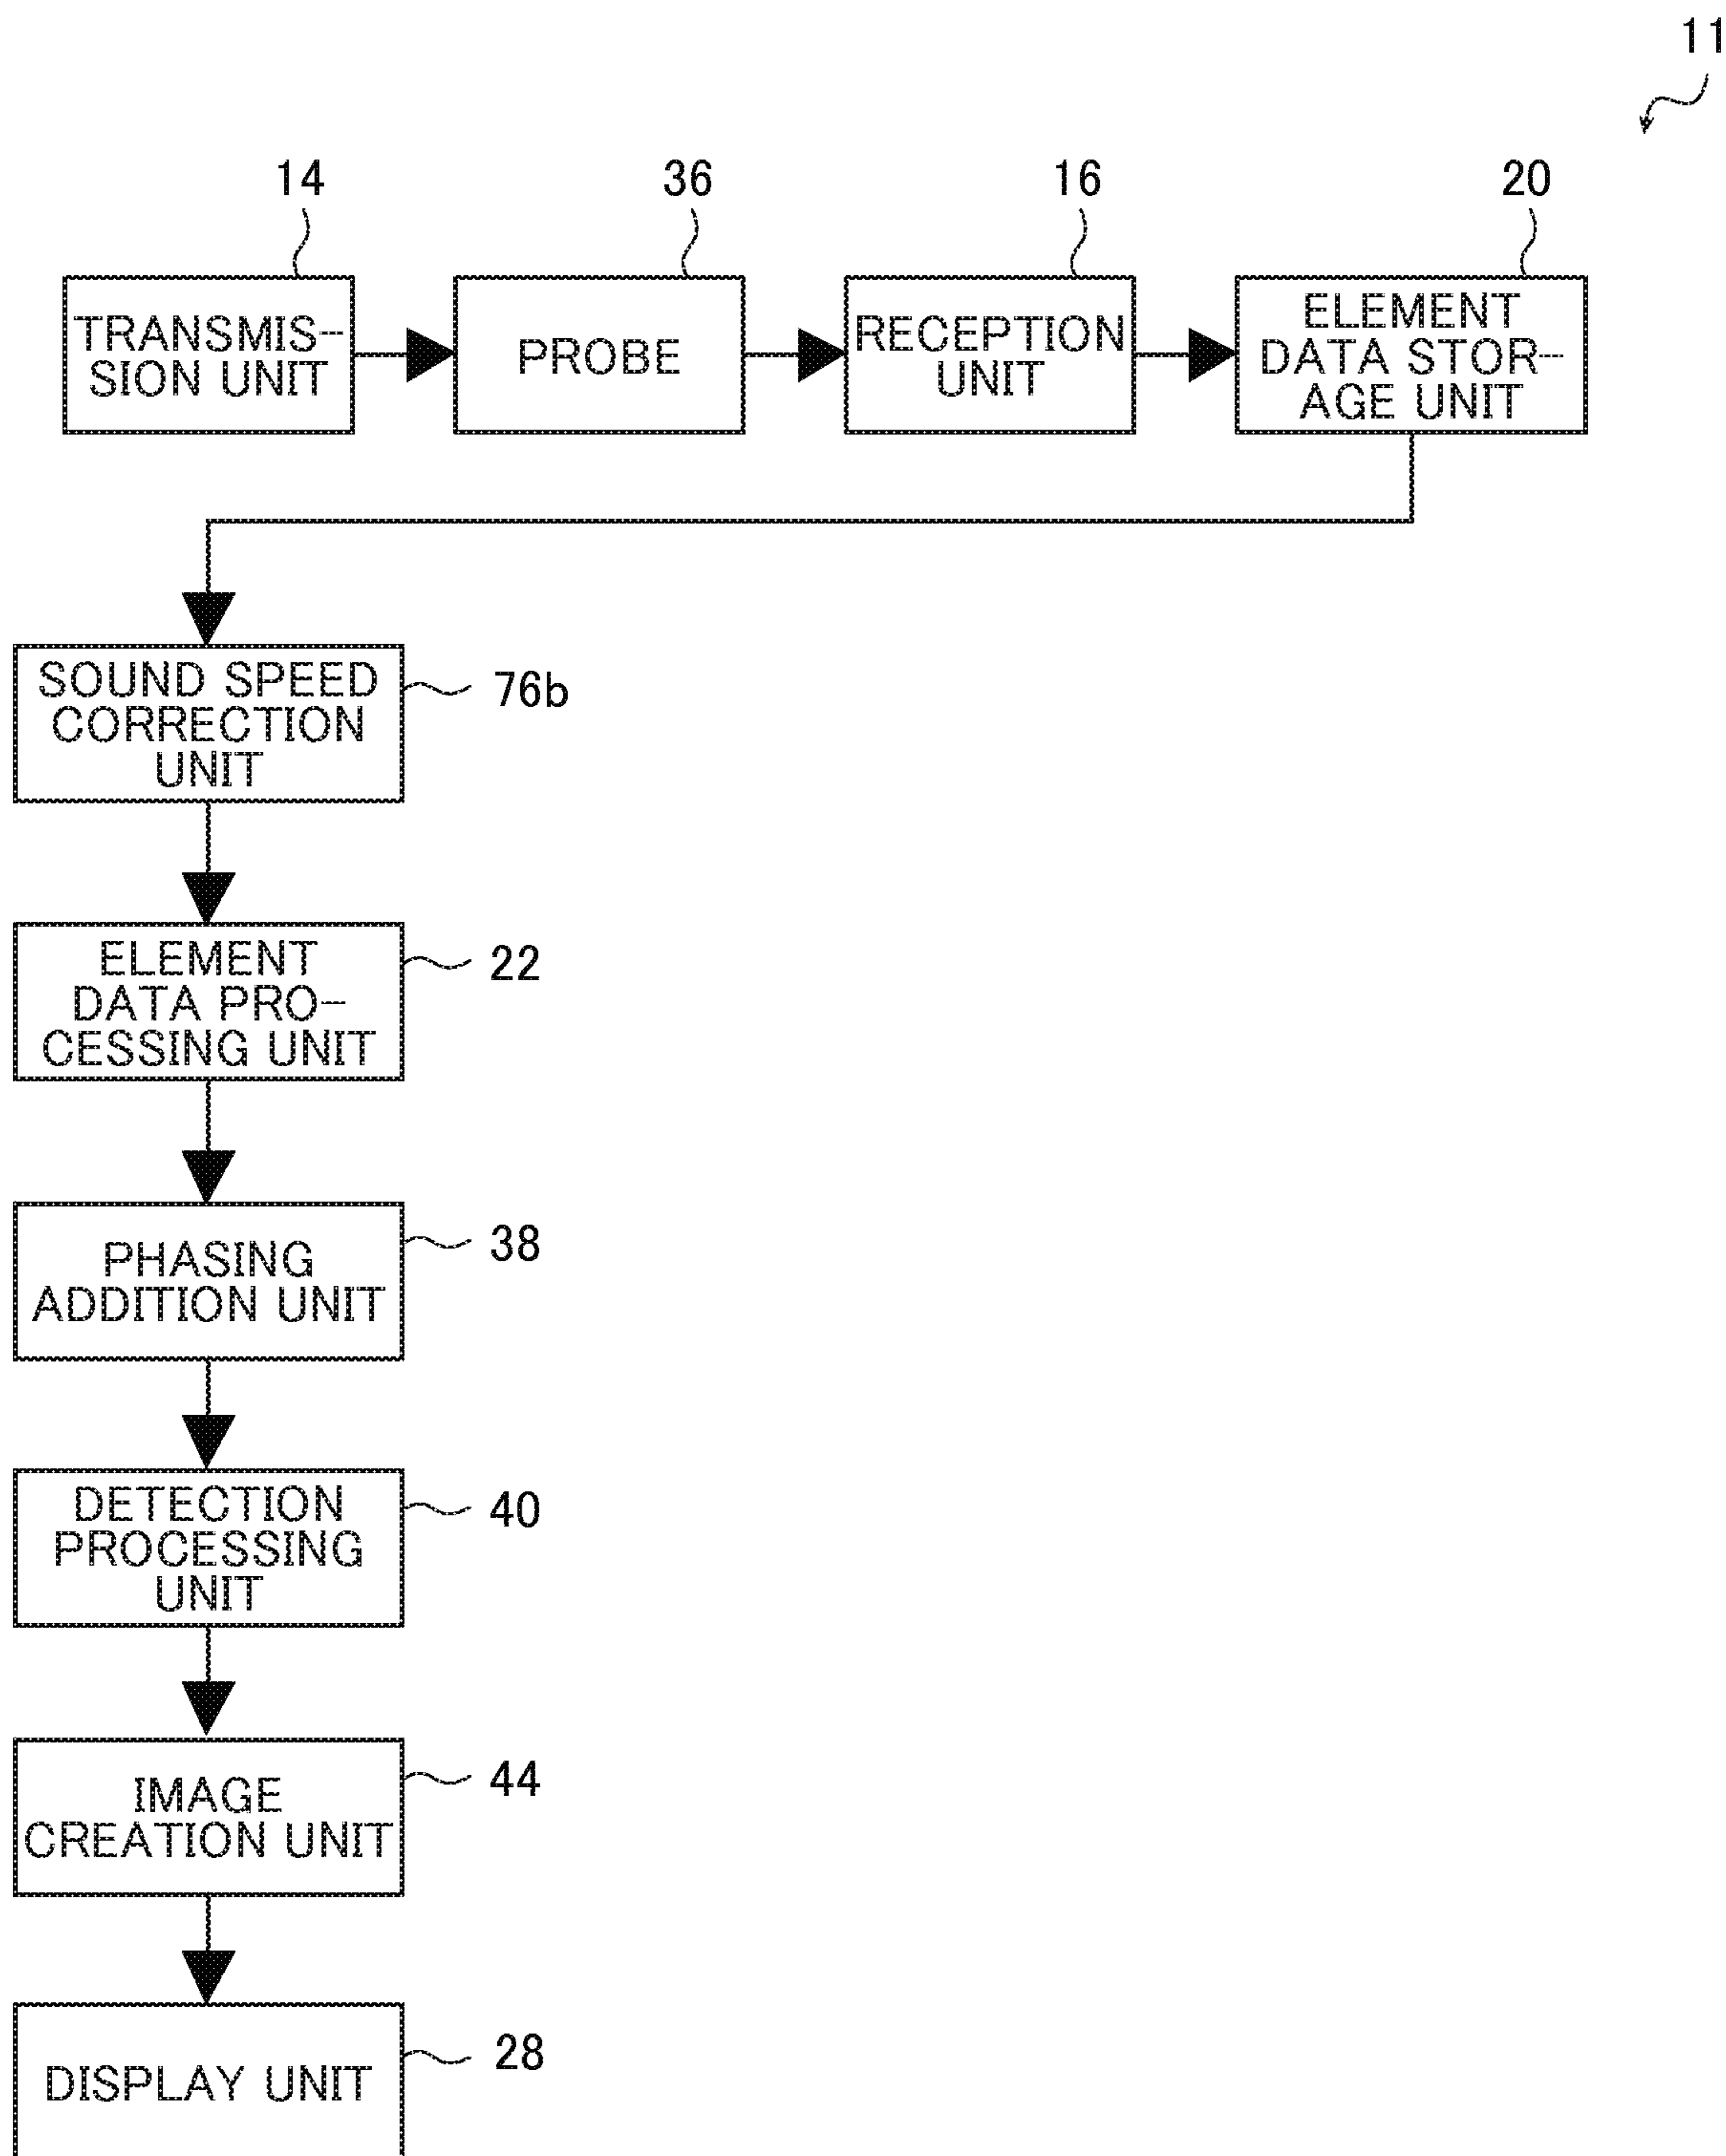 11
14
36
16
20
TRANSMIS-
SION UNIT
PROBE
RECEPTION
UNIT
ELEMENT
DATA STOR-
AGE UNIT
SOUND SPEED
CORRECTION
UNIT
76b
ELEMENT
DATA PRO-
CESSING UNIT
22
PHASING
ADDITION UNIT
38
DETECTION
PROCESSING
UNIT
40
IMAGE
CREATION UNIT
44
DISPLAY UNIT
28